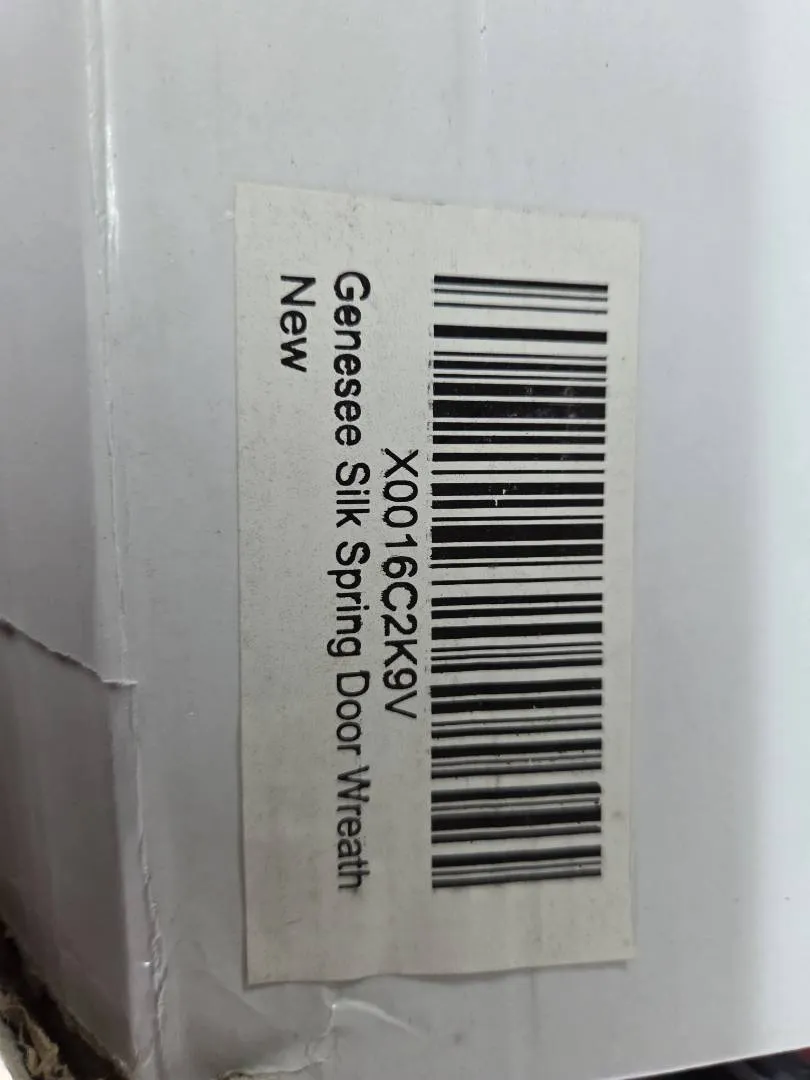 X0016C2K9V
Genesee Silk Spring Door Wreath
New